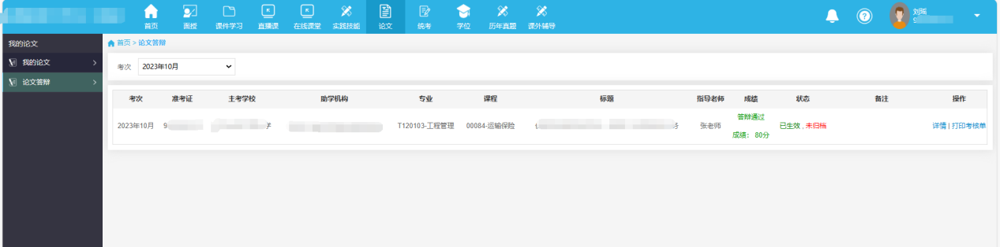 首页 面授 课件学习 直播课 在线课堂 实践技能 论文 统考 学位 历年真题 课外辅导
刘瑶
9
我的论文
首页 > 论文答辩
我的论文
论文答辩
考次 2023年10月
考次 准考证 主考学校 助学机构 专业 课程 标题 指导老师 成绩 状态 备注 操作
2023年10月 9 学 T120103-工程管理 00084-运输保险 务 张老师 答辩通过 已生效 , 未归档 详情 | 打印考核单
成绩: 80分